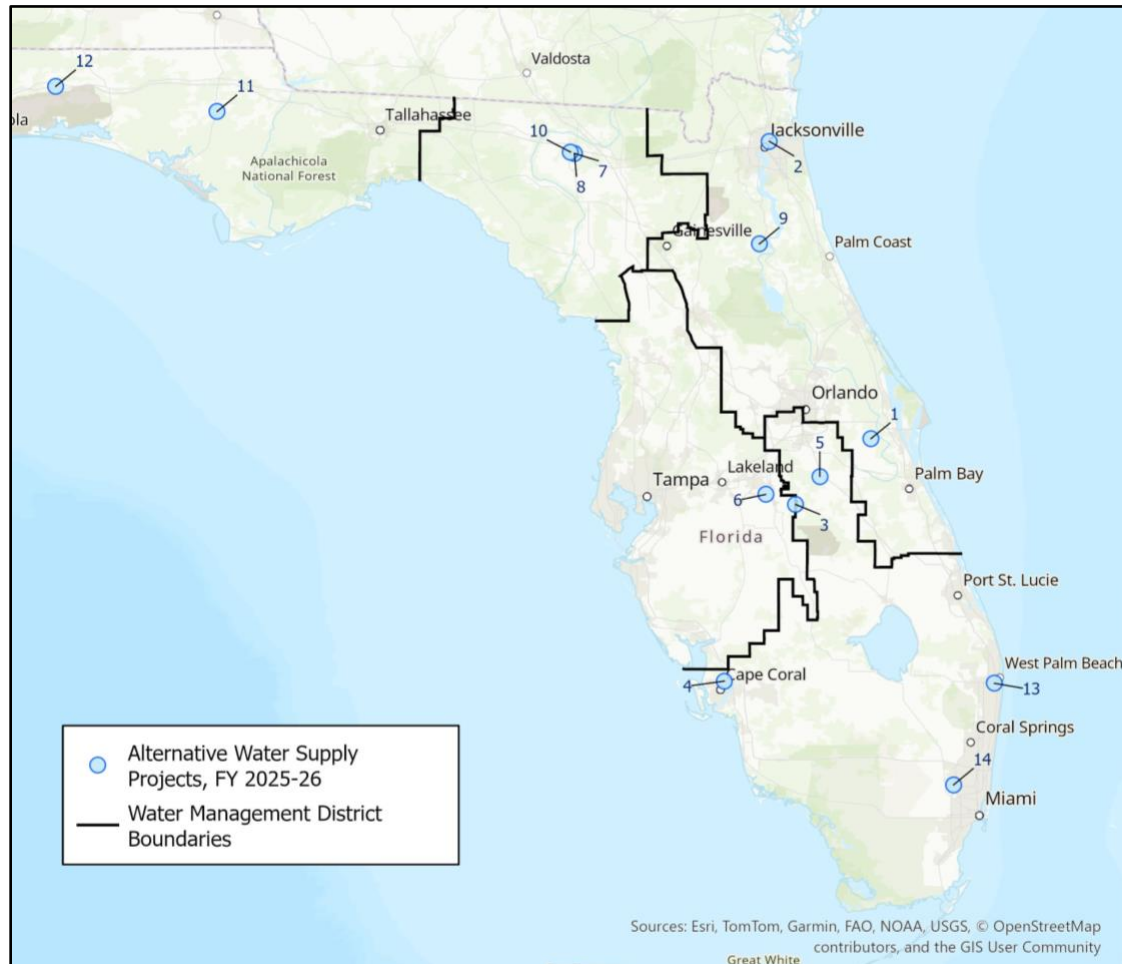 12
11
Valdosta
ola
Tallahassee
Jacksonville
10
7
2
Apalachicola
National Forest
8
9
Gainesville
Palm Coast
Orlando
1
5
Lakeland
Tampa
Palm Bay
6
3
Florida
Port St. Lucie
West Palm Beach
4
Cape Coral
13
Coral Springs
14
Miami
Alternative Water Supply
Projects, FY 2025-26
Water Management District
Boundaries
Sources: Esri, TomTom, Garmin, FAO, NOAA, USGS, © OpenStreetMap
contributors, and the GIS User Community
Great White